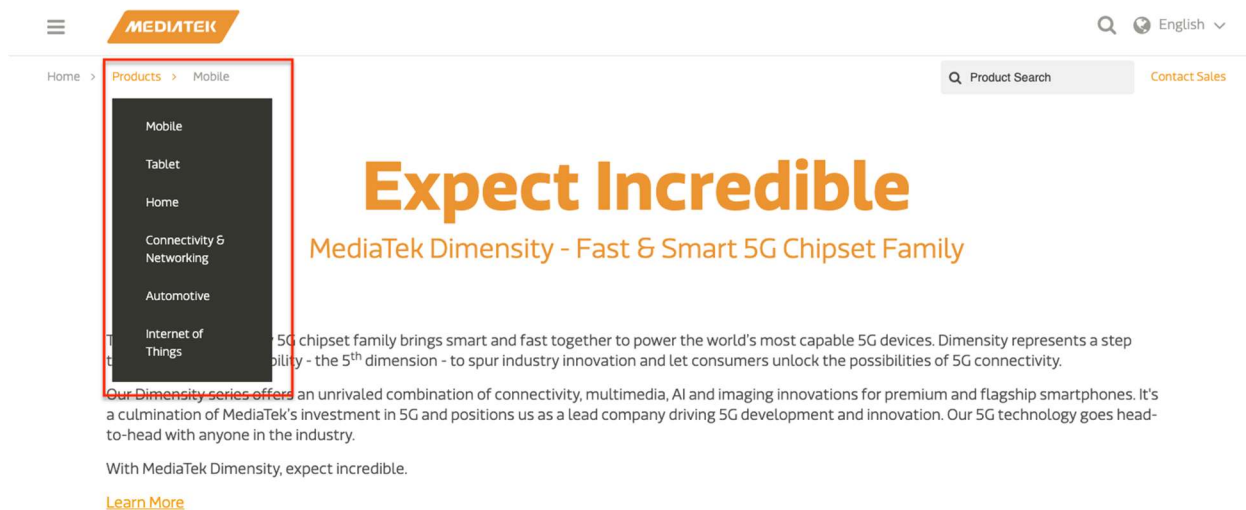 MEDIATEK
English
Home > Products > Mobile
Product Search
Contact Sales
Mobile
Tablet
Home
Connectivity &
Networking
Automotive
Internet of
Things
Expect Incredible
MediaTek Dimensity - Fast & Smart 5G Chipset Family
5G chipset family brings smart and fast together to power the world's most capable 5G devices. Dimensity represents a step
- the 5th dimension - to spur industry innovation and let consumers unlock the possibilities of 5G connectivity.
Our Dimensity series offers an unrivaled combination of connectivity, multimedia, AI and imaging innovations for premium and flagship smartphones. It's
a culmination of MediaTek's investment in 5G and positions us as a lead company driving 5G development and innovation. Our 5G technology goes head-
to-head with anyone in the industry.
With MediaTek Dimensity, expect incredible.
Learn More